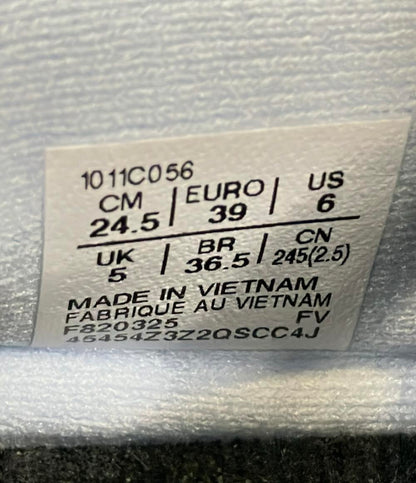 1011C056
CM | EURO | US
24.5 | 39 | 6
UK | BR | CN
5 | 36.5 | 245(2.5)
MADE IN VIETNAM
FABRIQUE AU VIETNAM
F820325 FV
45454Z3Z2QSCC4J